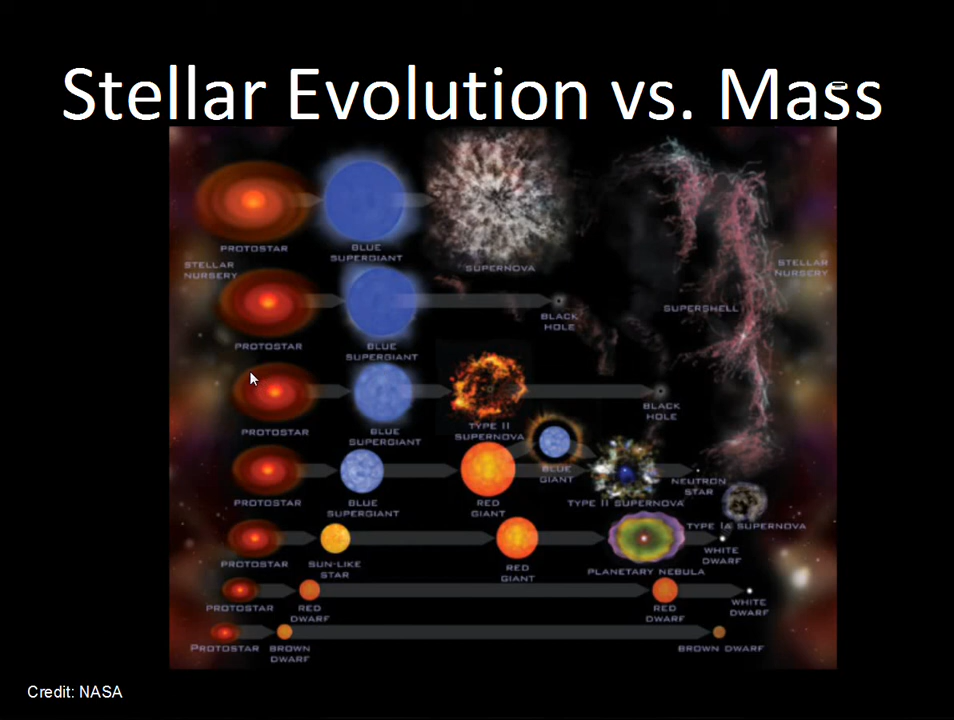 Stellar Evolution vs. Mass
PROTOSTAR
BLUE
SUPERGIANT
SUPERNOVA
STELLAR
NURSERY
STELLAR
NURSERY
PROTOSTAR
BLUE
SUPERGIANT
BLACK
HOLE
SUPERSHELL
PROTOSTAR
BLUE
SUPERGIANT
TYPE II
SUPERNOVA
BLACK
HOLE
PROTOSTAR
BLUE
SUPERGIANT
RED
GIANT
BLUE
GIANT
TYPE II SUPERNOVA
NEUTRON
STAR
TYPE IA SUPERNOVA
PROTOSTAR
SUN-LIKE
STAR
RED
GIANT
PLANETARY NEBULA
WHITE
DWARF
PROTOSTAR
RED
DWARF
RED
DWARF
WHITE
DWARF
PROTOSTAR
BROWN
DWARF
BROWN DWARF
Credit: NASA